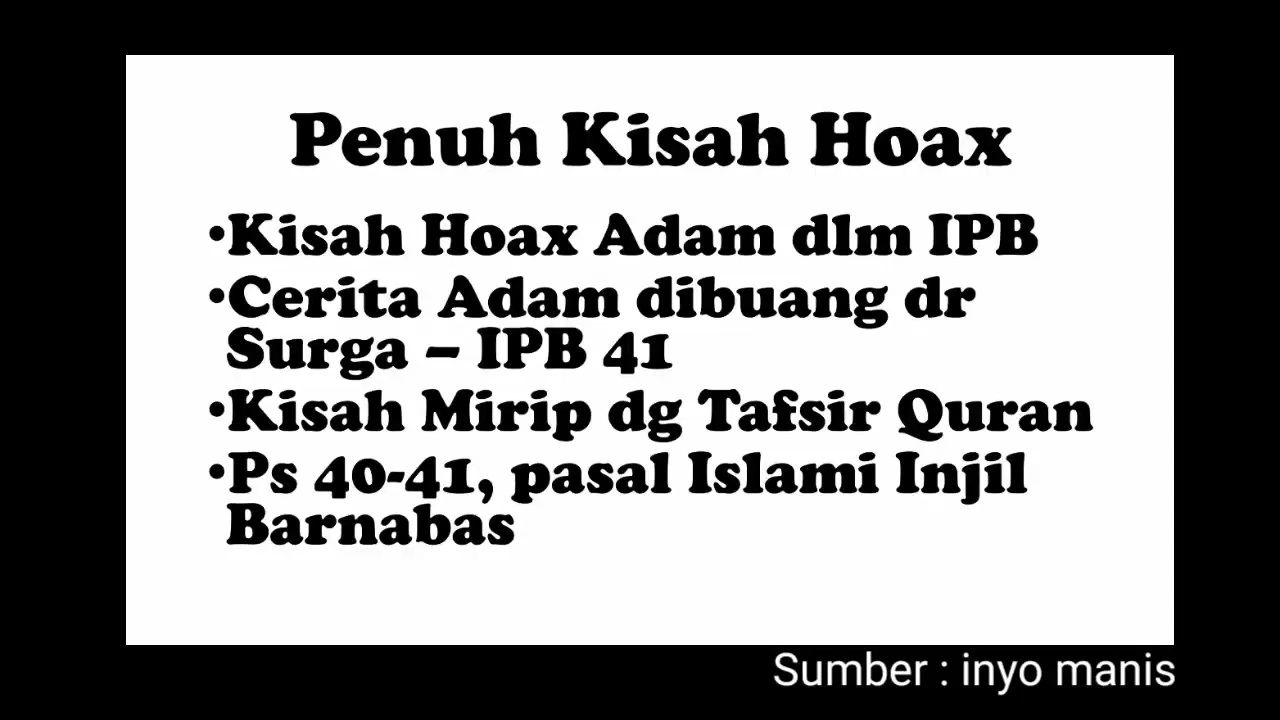 Penuh Kisah Hoax
•Kisah Hoax Adam dlm IPB
•Cerita Adam dibuang dr
Surga – IPB 41
•Kisah Mirip dg Tafsir Quran
•Ps 40-41, pasal Islami Injil
Barnabas
Sumber : inyo manis